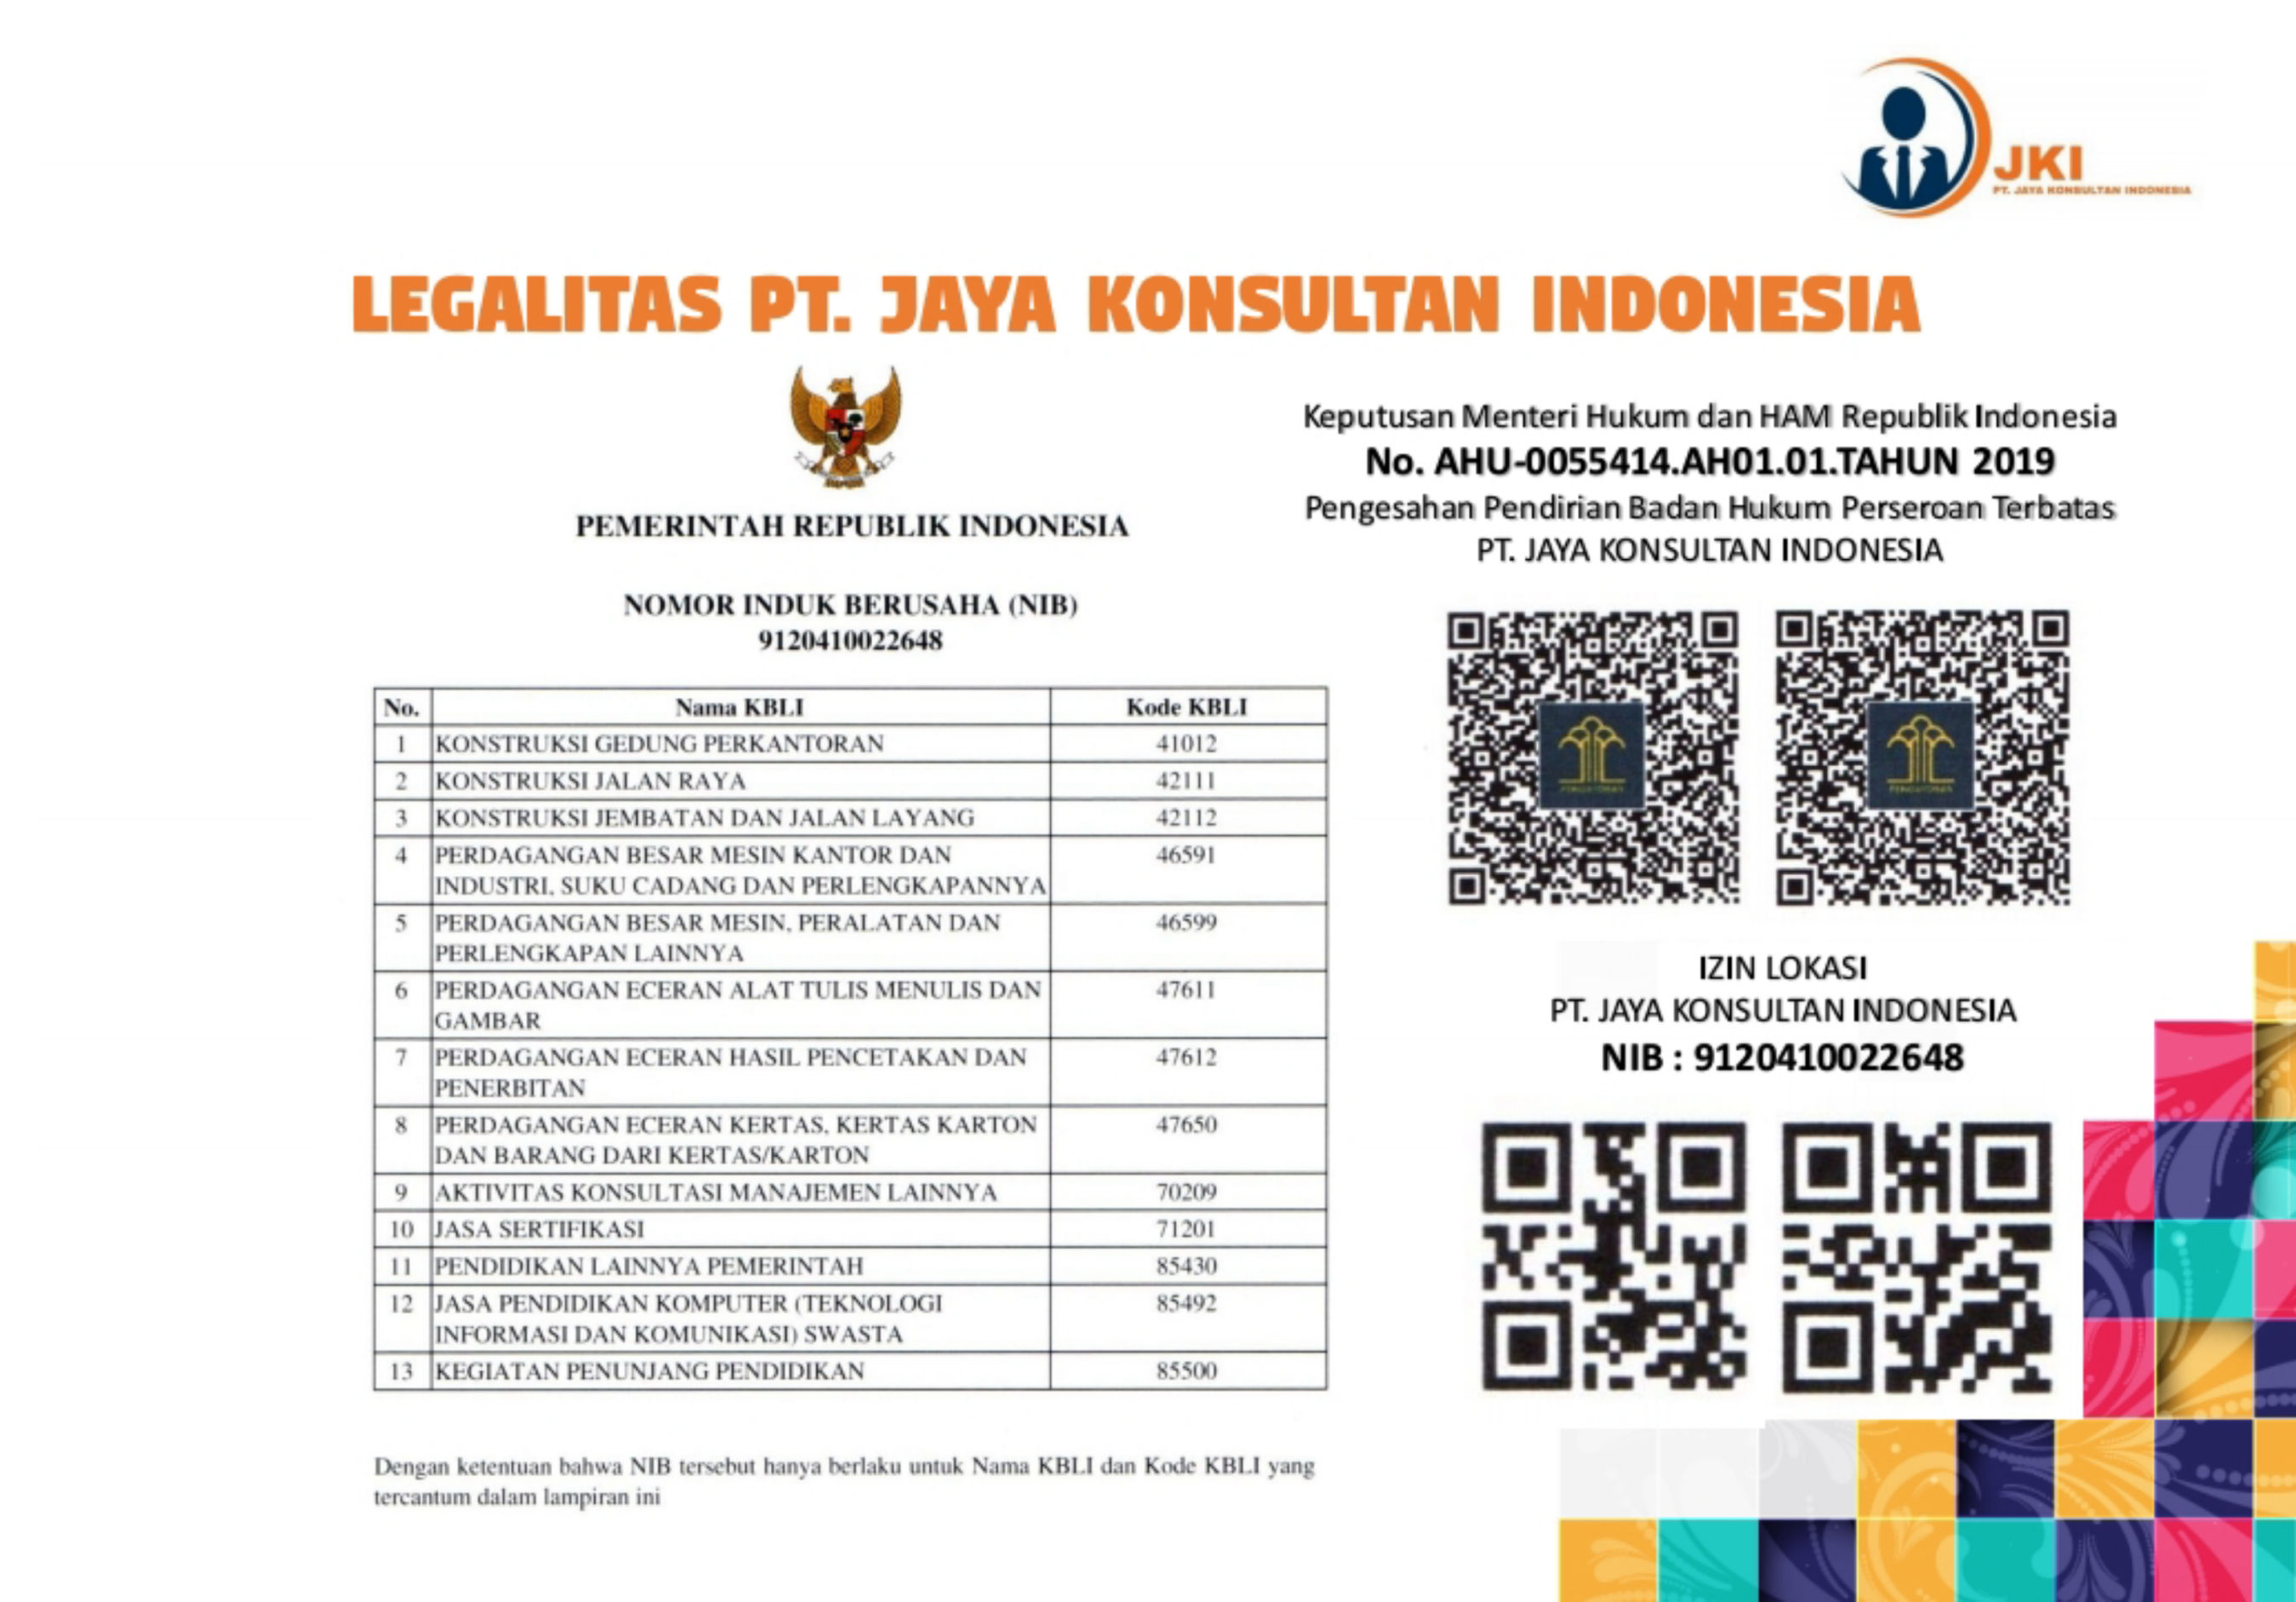 JKI
PT. JAYA KONSULTAN INDONESIA
LEGALITAS PT. JAYA KONSULTAN INDONESIA
PEMERINTAH REPUBLIK INDONESIA
NOMOR INDUK BERUSAHA (NIB)
9120410022648
No. Nama KBLI Kode KBLI
1 KONSTRUKSI GEDUNG PERKANTORAN 41012
2 KONSTRUKSI JALAN RAYA 42111
3 KONSTRUKSI JEMBATAN DAN JALAN LAYANG 42112
4 PERDAGANGAN BESAR MESIN KANTOR DAN 46591
INDUSTRI, SUKU CADANG DAN PERLENGKAPANNYA
5 PERDAGANGAN BESAR MESIN, PERALATAN DAN 46599
PERLENGKAPAN LAINNYA
6 PERDAGANGAN ECERAN ALAT TULIS MENULIS DAN 47611
GAMBAR
7 PERDAGANGAN ECERAN HASIL PENCETAKAN DAN 47612
PENERBITAN
8 PERDAGANGAN ECERAN KERTAS, KERTAS KARTON 47650
DAN BARANG DARI KERTAS/KARTON
9 AKTIVITAS KONSULTASI MANAJEMEN LAINNYA 70209
10 JASA SERTIFIKASI 71201
11 PENDIDIKAN LAINNYA PEMERINTAH 85430
12 JASA PENDIDIKAN KOMPUTER (TEKNOLOGI 85492
INFORMASI DAN KOMUNIKASI) SWASTA
13 KEGIATAN PENUNJANG PENDIDIKAN 85500
Dengan ketentuan bahwa NIB tersebut hanya berlaku untuk Nama KBLI dan Kode KBLI yang
tercantum dalam lampiran ini
Keputusan Menteri Hukum dan HAM Republik Indonesia
No. AHU-0055414.AH01.01.TAHUN 2019
Pengesahan Pendirian Badan Hukum Perseroan Terbatas
PT. JAYA KONSULTAN INDONESIA
PENGAYOMAN
PENGAYOMAN
IZIN LOKASI
PT. JAYA KONSULTAN INDONESIA
NIB : 9120410022648